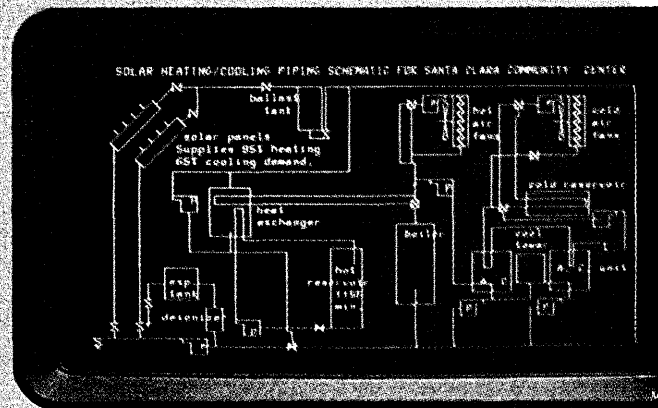 SOLAR HEATING/COOLING PIPING SCHEMATIC FOR SANTA CLARA COMMUNITY CENTER
ballast
tank
solar panels
Supplies 85% heating
65% cooling demand.
hot
air
fans
cold
air
fans
cold reservoir
heat
exchanger
boiler
cool
tower
hot
reservoir
min
A. C
A. C
unit
exp.
tank
deionizer
P
P
P
P
P
P